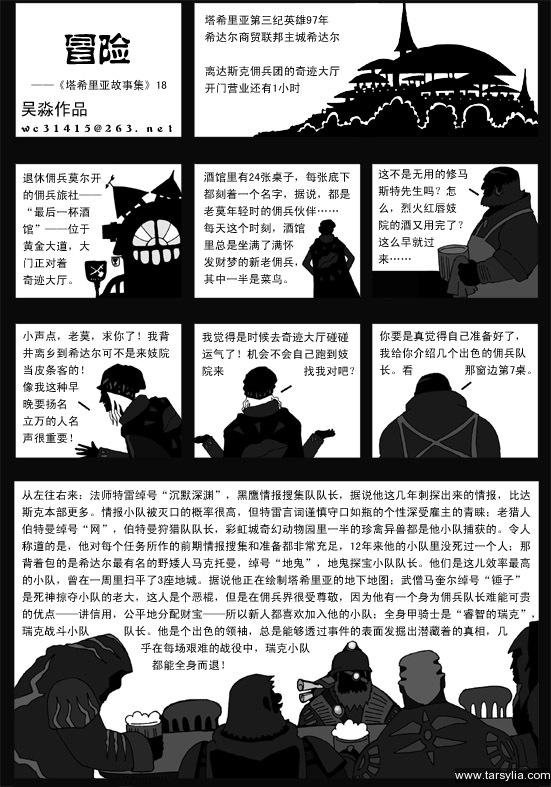 冒险
——《塔希里亚故事集》18
吴淼作品
wc31415@263.net
塔希里亚第三纪英雄97年
希达尔商贸联邦主城希达尔
离达斯克佣兵团的奇迹大厅
开门营业还有1小时
退休佣兵莫尔开
的佣兵旅社——
“最后一杯酒
馆”——位于
黄金大道，大
门正对着
奇迹大厅。
酒馆里有24张桌子，每张底下
都刻着一个名字，据说，都是
老莫年轻时的佣兵伙伴……
每天这个时刻，酒馆
里总是坐满了满怀
发财梦的新老佣兵，
其中一半是菜鸟。
这不是无用的修马
斯特先生吗？怎
么，烈火红唇妓
院的酒又用完了？
这么早就过
来……
小声点，老莫，求你了！我背
井离乡到希达尔可不是来妓院
当皮条客的！
像我这种早
晚要扬名
立万的人名
声很重要！
我觉得是时候去奇迹大厅碰碰
运气了！机会不会自己跑到妓
院来 找我对吧？
你要是真觉得自己准备好了，
我给你介绍几个出色的佣兵队
长。看 那窗边第7桌。
从左往右来：法师特雷绰号“沉默深渊”，黑鹰情报搜集队队长，据说他这几年刺探出来的情报，比达
斯克本部更多。情报小队被灭口的概率很高，但特雷言词谨慎守口如瓶的个性深受雇主的青睐；老猎人
伯特曼绰号“网”，伯特曼狩猎队队长，彩虹城奇幻动物园里一半的珍禽异兽都是他小队捕获的。令人
称道的是，他对每个任务所作的前期情报搜集和准备都非常充足，12年来他的小队里没死过一个人；那
背着包的是希达尔最有名的野矮人马克托曼，绰号“地鬼”，地鬼探宝小队队长。他们是这儿效率最高
的小队，曾在一周里扫平了3座地城。据说他正在绘制塔希里亚的地下地图；武僧马奎尔绰号“锤子”
是死神掠夺小队的老大，这人是个恶棍，但是在佣兵界很受尊敬，因为他有一个身为佣兵队长难能可贵
的优点——讲信用，公平地分配财宝——所以新人都喜欢加入他的小队；全身甲骑士是“睿智的瑞克”，
瑞克战斗小队 队长。他是个出色的领袖，总是能够透过事件的表面发掘出潜藏着的真相，几
乎在每场艰难的战役中，瑞克小队
都能全身而退！
www.tarsylia.com